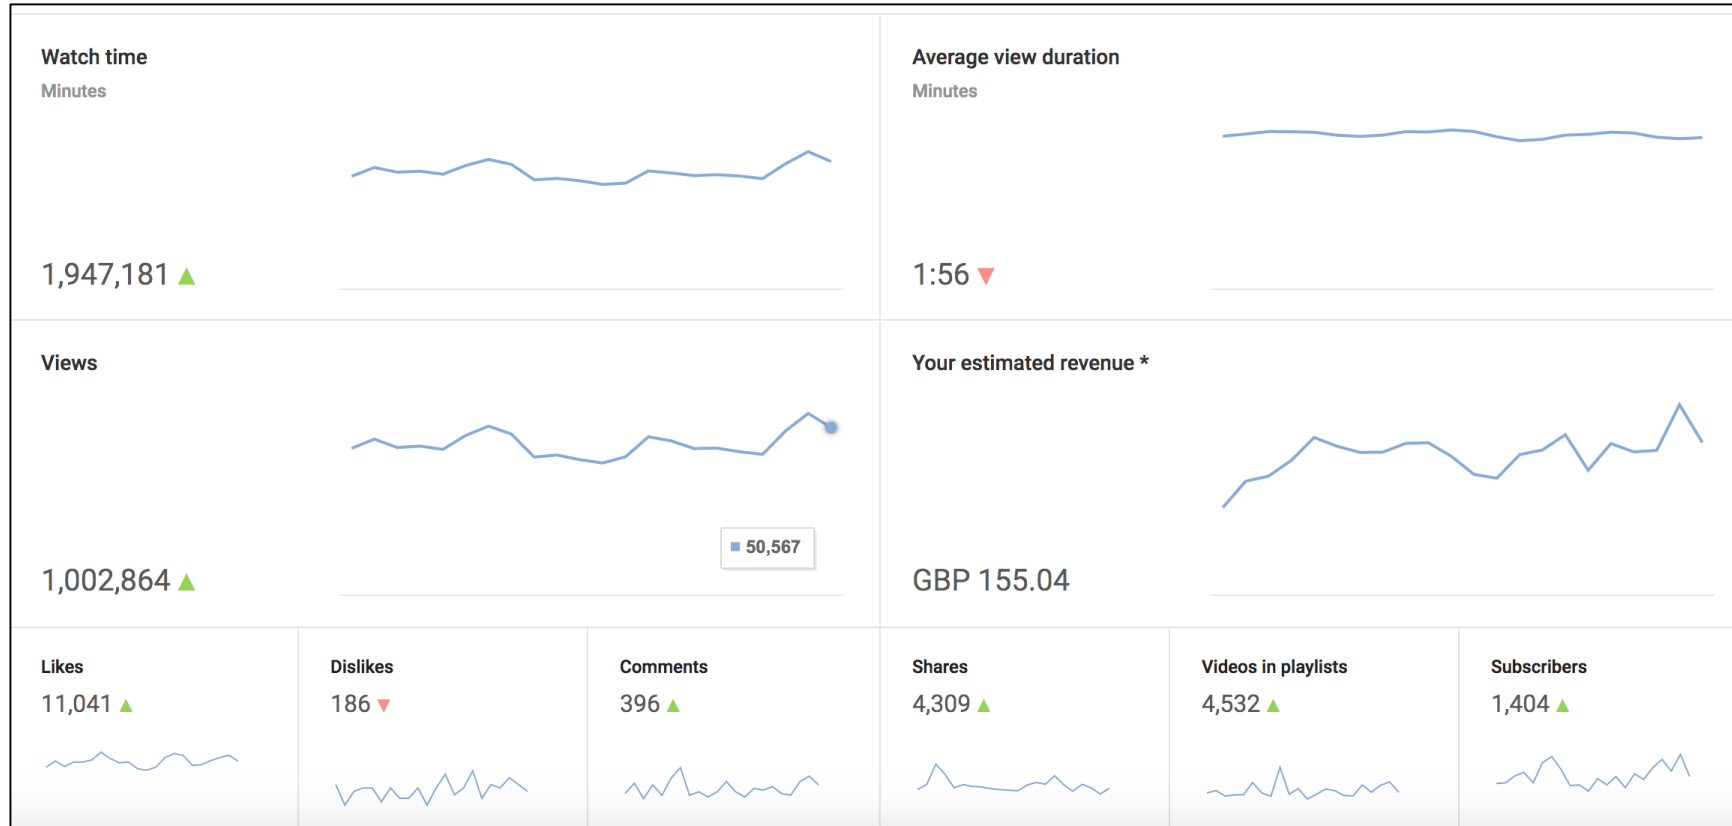 Watch time
Minutes
1,947,181
Average view duration
Minutes
1:56
Views
50,567
1,002,864
Your estimated revenue *
GBP 155.04
Likes
11,041
Dislikes
186
Comments
396
Shares
4,309
Videos in playlists
4,532
Subscribers
1,404